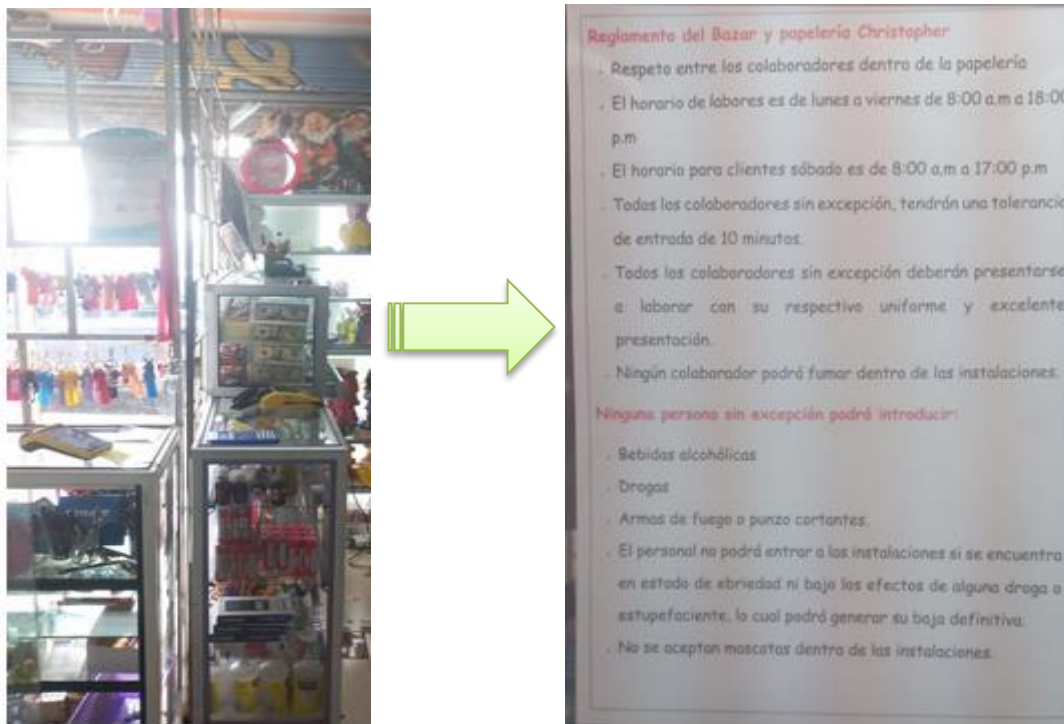 Reglamento del Bazar y papelería Christopher
Respeto entre los colaboradores dentro de la papelería
El horario de labores es de lunes a viernes de 8:00 a.m a 18:00
p.m
El horario para clientes sábado es de 8:00 a.m a 17:00 p.m
Todos los colaboradores sin excepción, tendrán una tolerancia
de entrada de 10 minutos.
Todos los colaboradores sin excepción deberán presentarse
a laborar con su respectivo uniforme y excelente
presentación.
Ningún colaborador podrá fumar dentro de las instalaciones.
Ninguna persona sin excepción podrá introducir:
Bebidas alcohólicas
Drogas
Armas de fuego o punzo cortantes.
El personal no podrá entrar a las instalaciones si se encuentra
en estado de ebriedad ni bajo los efectos de alguna droga o
estupefaciente, lo cual podrá generar su baja definitiva.
No se aceptan mascotas dentro de las instalaciones.